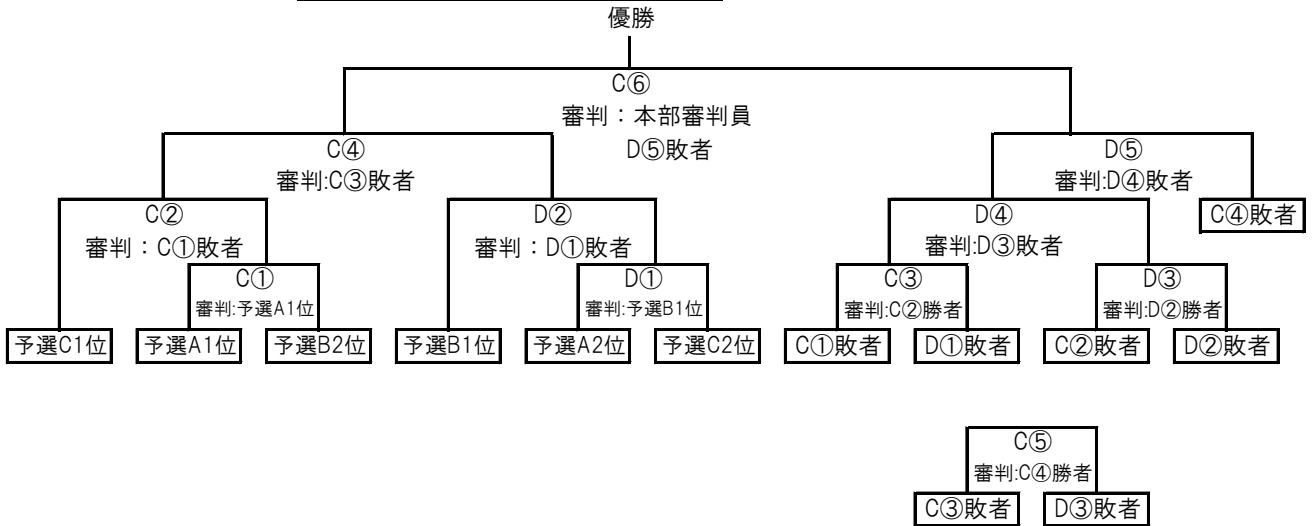 優勝
C⑥
審判：本部審判員
D⑤敗者
C④
審判:C③敗者
D⑤
審判:D④敗者
C②
審判：C①敗者
D②
審判：D①敗者
D④
審判:D③敗者
C④敗者
C①
審判:予選A1位
D①
審判:予選B1位
C③
審判:C②勝者
D③
審判:D②勝者
予選C1位
予選A1位
予選B2位
予選B1位
予選A2位
予選C2位
C①敗者
D①敗者
C②敗者
D②敗者
C⑤
審判:C④勝者
C③敗者
D③敗者